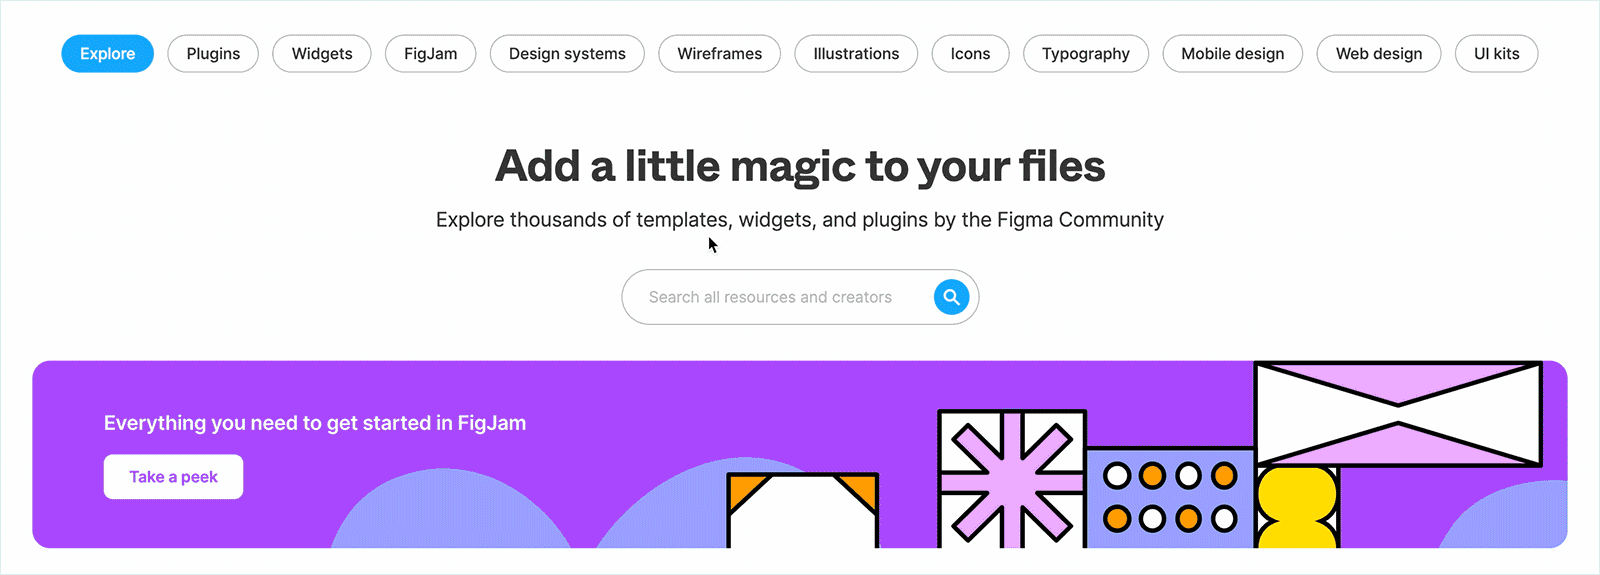 Explore Plugins Widgets FigJam Design systems Wireframes Illustrations Icons Typography Mobile design Web design UI kits
Add a little magic to your files
Explore thousands of templates, widgets, and plugins by the Figma Community
Search all resources and creators
Everything you need to get started in FigJam
Take a peek